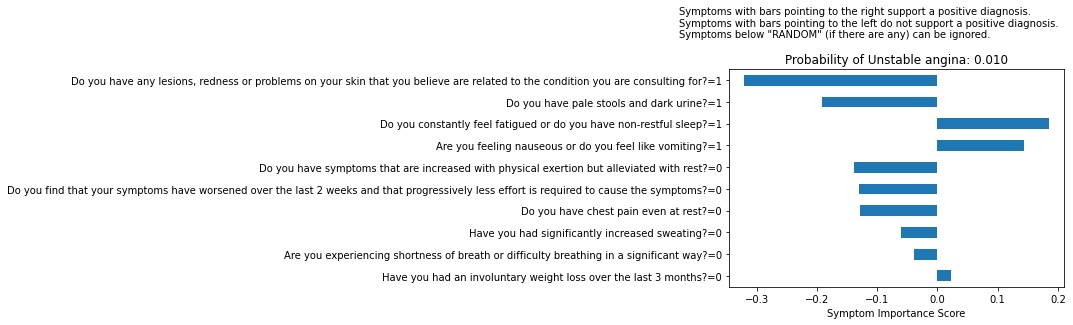 Symptoms with bars pointing to the right support a positive diagnosis.
Symptoms with bars pointing to the left do not support a positive diagnosis.
Symptoms below "RANDOM" (if there are any) can be ignored.
Probability of Unstable angina: 0.010
Do you have any lesions, redness or problems on your skin that you believe are related to the condition you are consulting for?=1
Do you have pale stools and dark urine?=1
Do you constantly feel fatigued or do you have non-restful sleep?=1
Are you feeling nauseous or do you feel like vomiting?=1
Do you have symptoms that are increased with physical exertion but alleviated with rest?=0
Do you find that your symptoms have worsened over the last 2 weeks and that progressively less effort is required to cause the symptoms?=0
Do you have chest pain even at rest?=0
Have you had significantly increased sweating?=0
Are you experiencing shortness of breath or difficulty breathing in a significant way?=0
Have you had an involuntary weight loss over the last 3 months?=0
−0.3 −0.2 −0.1 0.0 0.1 0.2
Symptom Importance Score